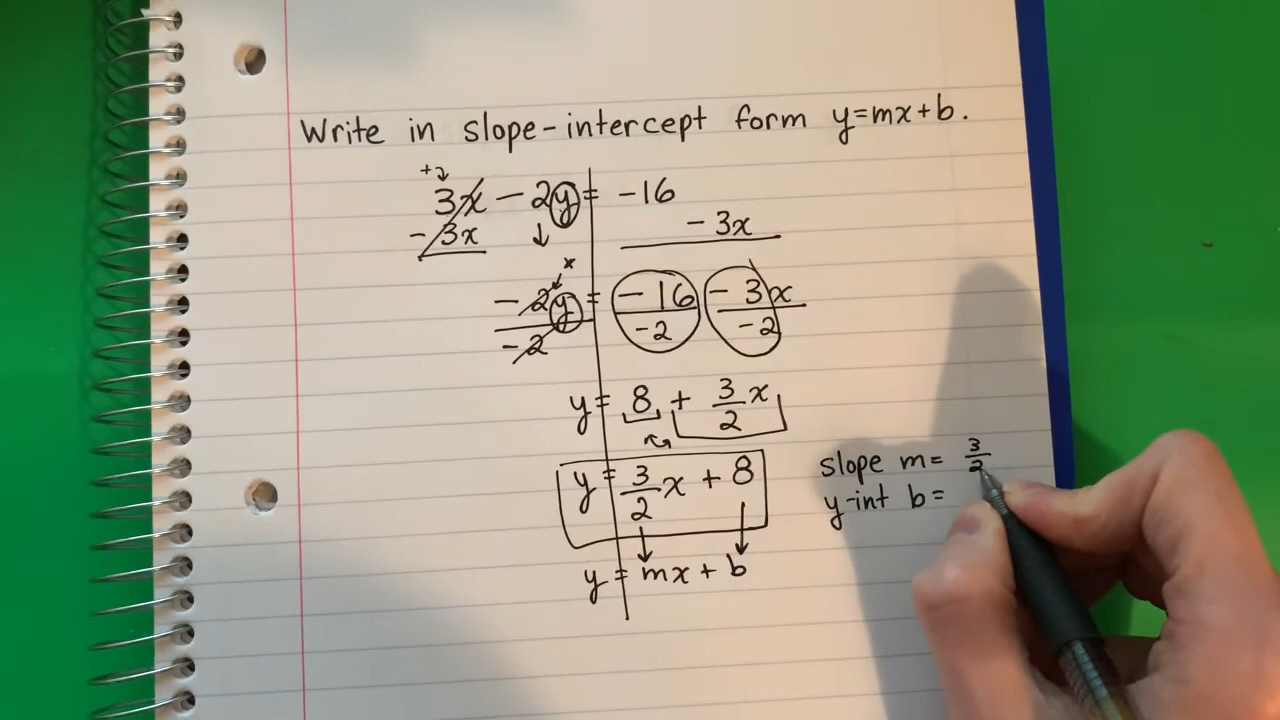 Write in slope-intercept form y=mx+b.
+
3x - 2y = -16
- 3x - 3x
x
-2y = -16 - 3x
-2 -2 -2
y = 8 + 3/2 x
y = 3/2 x + 8
slope m = 3/2
y-int b =
y = mx + b